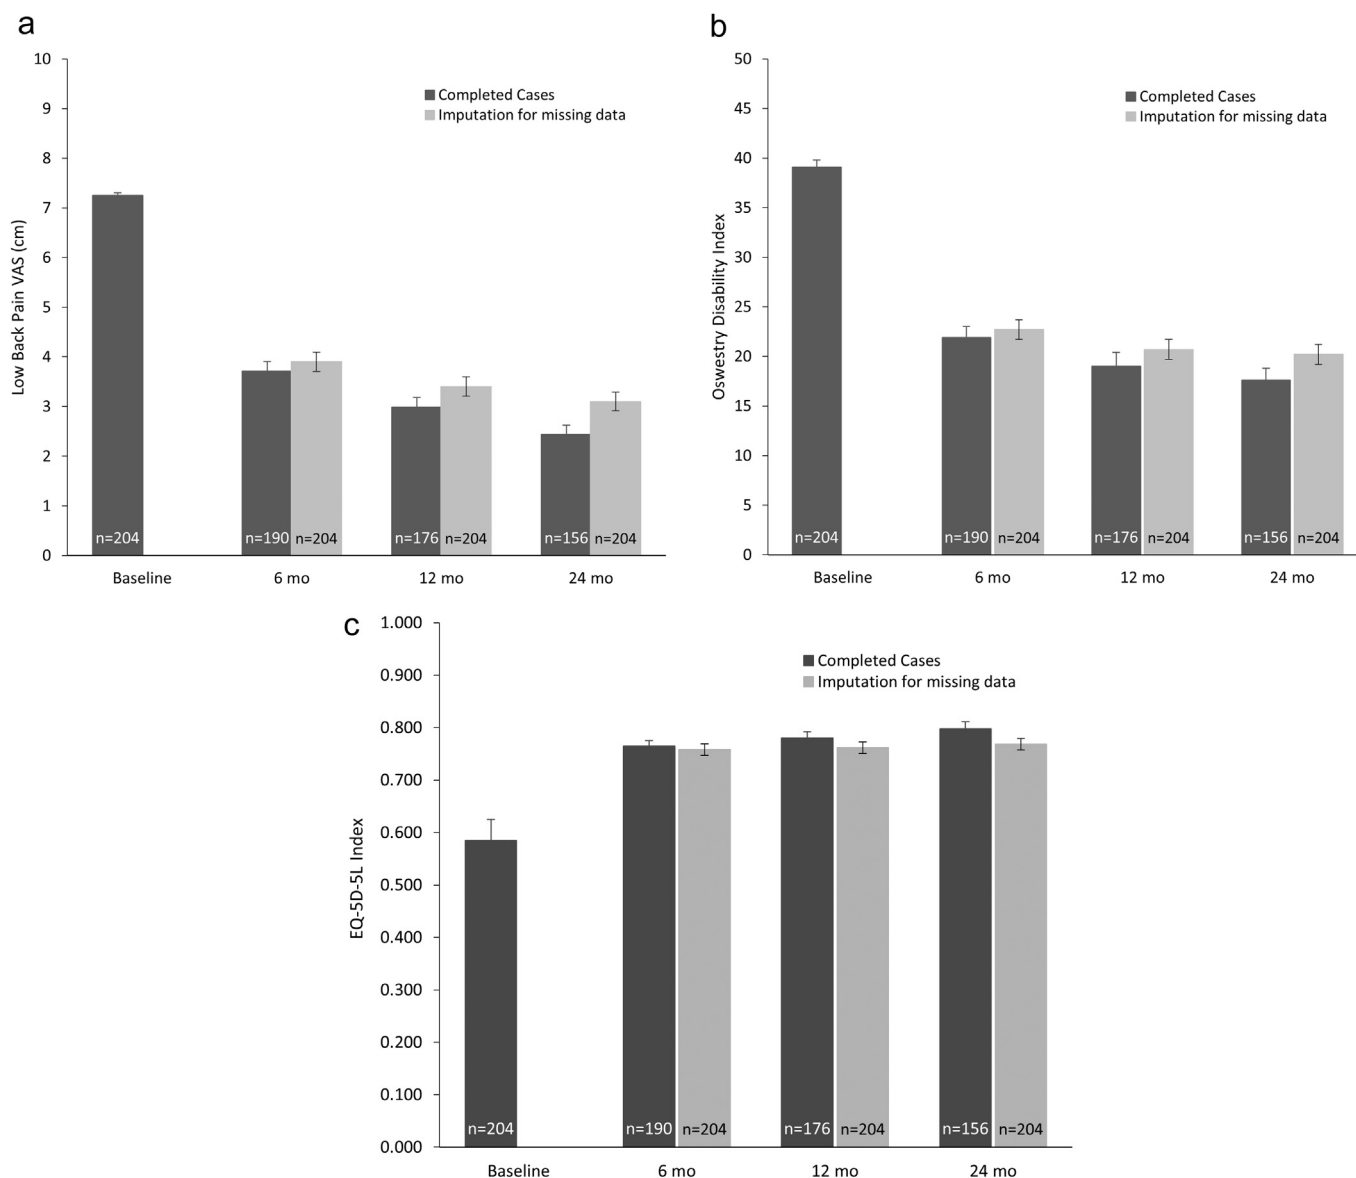 a
Low Back Pain VAS (cm)
10
9
8
7
6
5
4
3
2
1
0
Completed Cases
Imputation for missing data
n=204
n=190
n=204
n=176
n=204
n=156
n=204
Baseline
6 mo
12 mo
24 mo
b
Oswestry Disability Index
50
45
40
35
30
25
20
15
10
5
0
Completed Cases
Imputation for missing data
n=204
n=190
n=204
n=176
n=204
n=156
n=204
Baseline
6 mo
12 mo
24 mo
c
EQ-5D-5L Index
1.000
0.900
0.800
0.700
0.600
0.500
0.400
0.300
0.200
0.100
0.000
Completed Cases
Imputation for missing data
n=204
n=190
n=204
n=176
n=204
n=156
n=204
Baseline
6 mo
12 mo
24 mo